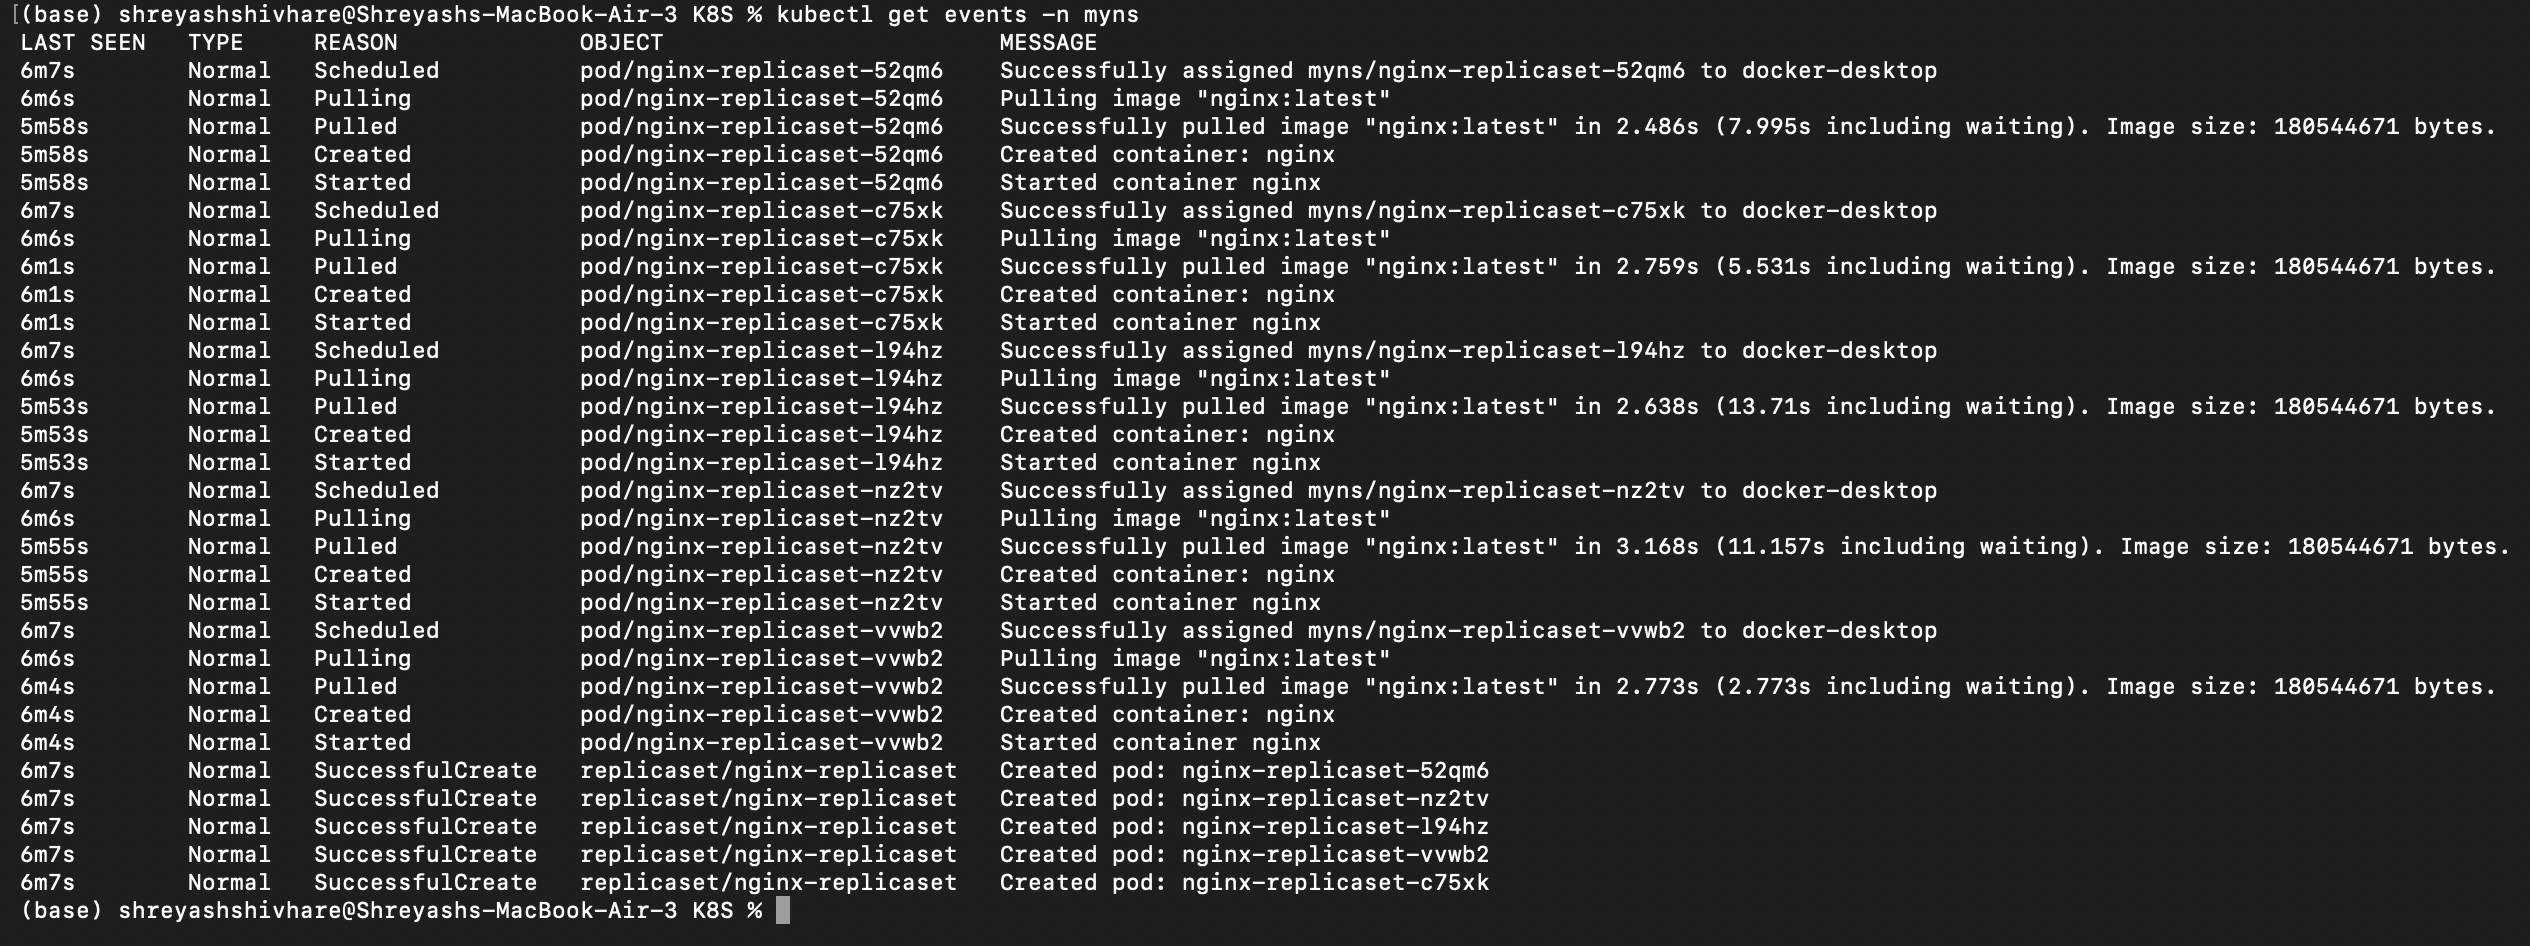 [(base) shreyashshivhare@Shreyashs-MacBook-Air-3 K8S % kubectl get events -n myns
LAST SEEN   TYPE     REASON             OBJECT                        MESSAGE
6m7s        Normal   Scheduled          pod/nginx-replicaset-52qm6    Successfully assigned myns/nginx-replicaset-52qm6 to docker-desktop
6m6s        Normal   Pulling            pod/nginx-replicaset-52qm6    Pulling image "nginx:latest"
5m58s       Normal   Pulled             pod/nginx-replicaset-52qm6    Successfully pulled image "nginx:latest" in 2.486s (7.995s including waiting). Image size: 180544671 bytes.
5m58s       Normal   Created            pod/nginx-replicaset-52qm6    Created container: nginx
5m58s       Normal   Started            pod/nginx-replicaset-52qm6    Started container nginx
6m7s        Normal   Scheduled          pod/nginx-replicaset-c75xk    Successfully assigned myns/nginx-replicaset-c75xk to docker-desktop
6m6s        Normal   Pulling            pod/nginx-replicaset-c75xk    Pulling image "nginx:latest"
6m1s        Normal   Pulled             pod/nginx-replicaset-c75xk    Successfully pulled image "nginx:latest" in 2.759s (5.531s including waiting). Image size: 180544671 bytes.
6m1s        Normal   Created            pod/nginx-replicaset-c75xk    Created container: nginx
6m1s        Normal   Started            pod/nginx-replicaset-c75xk    Started container nginx
6m7s        Normal   Scheduled          pod/nginx-replicaset-l94hz    Successfully assigned myns/nginx-replicaset-l94hz to docker-desktop
6m6s        Normal   Pulling            pod/nginx-replicaset-l94hz    Pulling image "nginx:latest"
5m53s       Normal   Pulled             pod/nginx-replicaset-l94hz    Successfully pulled image "nginx:latest" in 2.638s (13.71s including waiting). Image size: 180544671 bytes.
5m53s       Normal   Created            pod/nginx-replicaset-l94hz    Created container: nginx
5m53s       Normal   Started            pod/nginx-replicaset-l94hz    Started container nginx
6m7s        Normal   Scheduled          pod/nginx-replicaset-nz2tv    Successfully assigned myns/nginx-replicaset-nz2tv to docker-desktop
6m6s        Normal   Pulling            pod/nginx-replicaset-nz2tv    Pulling image "nginx:latest"
5m55s       Normal   Pulled             pod/nginx-replicaset-nz2tv    Successfully pulled image "nginx:latest" in 3.168s (11.157s including waiting). Image size: 180544671 bytes.
5m55s       Normal   Created            pod/nginx-replicaset-nz2tv    Created container: nginx
5m55s       Normal   Started            pod/nginx-replicaset-nz2tv    Started container nginx
6m7s        Normal   Scheduled          pod/nginx-replicaset-vvwb2    Successfully assigned myns/nginx-replicaset-vvwb2 to docker-desktop
6m6s        Normal   Pulling            pod/nginx-replicaset-vvwb2    Pulling image "nginx:latest"
6m4s        Normal   Pulled             pod/nginx-replicaset-vvwb2    Successfully pulled image "nginx:latest" in 2.773s (2.773s including waiting). Image size: 180544671 bytes.
6m4s        Normal   Created            pod/nginx-replicaset-vvwb2    Created container: nginx
6m4s        Normal   Started            pod/nginx-replicaset-vvwb2    Started container nginx
6m7s        Normal   SuccessfulCreate   replicaset/nginx-replicaset   Created pod: nginx-replicaset-52qm6
6m7s        Normal   SuccessfulCreate   replicaset/nginx-replicaset   Created pod: nginx-replicaset-nz2tv
6m7s        Normal   SuccessfulCreate   replicaset/nginx-replicaset   Created pod: nginx-replicaset-l94hz
6m7s        Normal   SuccessfulCreate   replicaset/nginx-replicaset   Created pod: nginx-replicaset-vvwb2
6m7s        Normal   SuccessfulCreate   replicaset/nginx-replicaset   Created pod: nginx-replicaset-c75xk
(base) shreyashshivhare@Shreyashs-MacBook-Air-3 K8S %